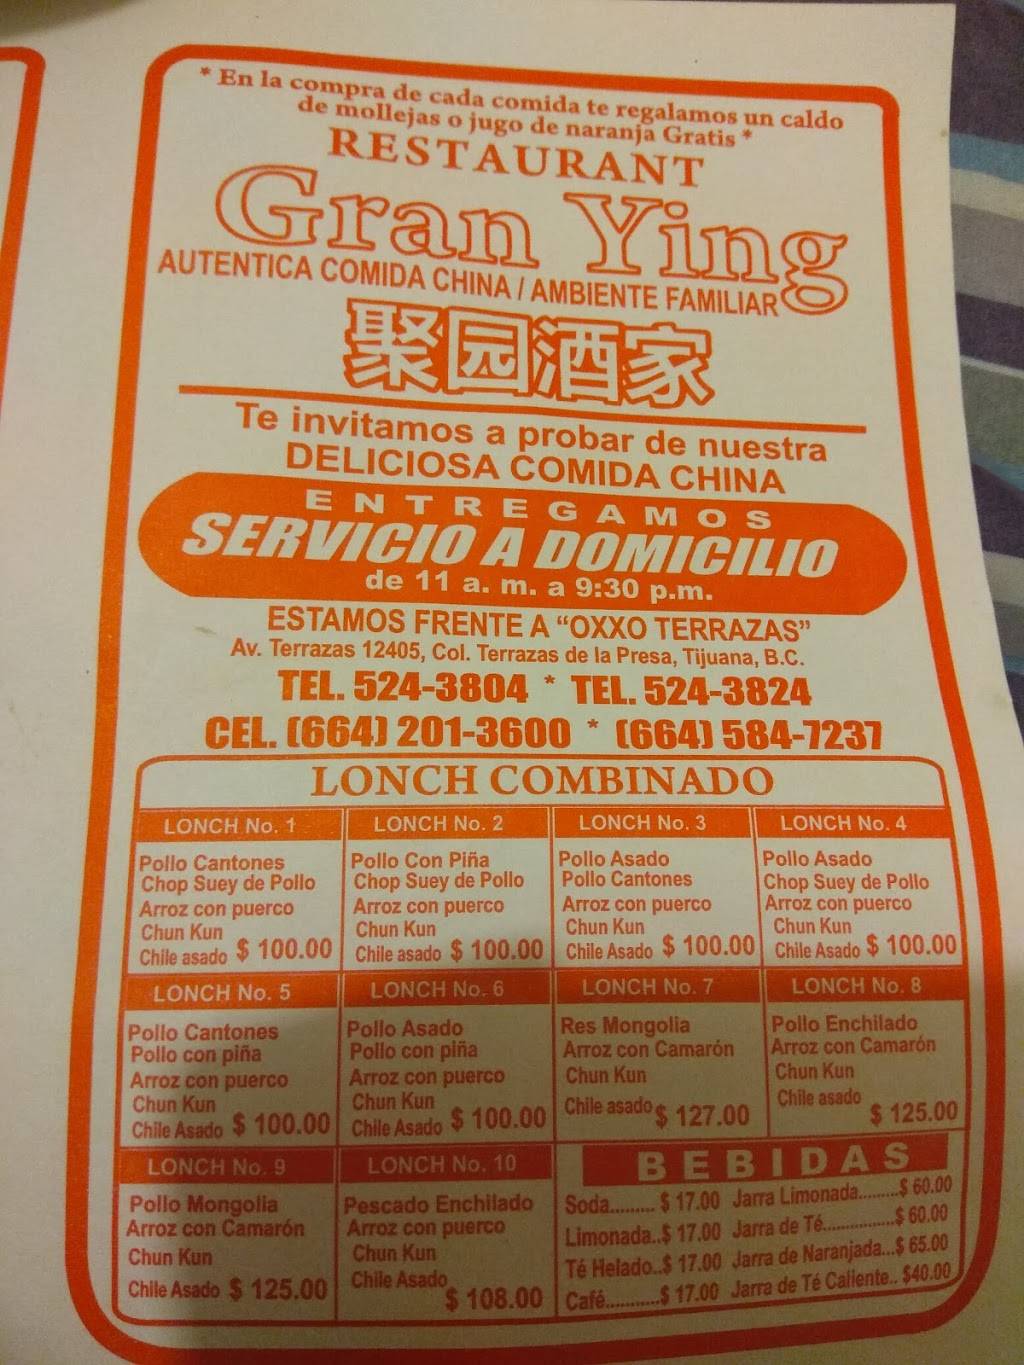 * En la compra de cada comida te regalamos un caldo
de mollejas o jugo de naranja Gratis *
RESTAURANT
Gran Ying
AUTENTICA COMIDA CHINA / AMBIENTE FAMILIAR
聚园酒家
Te invitamos a probar de nuestra
DELICIOSA COMIDA CHINA
ENTREGAMOS
SERVICIO A DOMICILIO
de 11 a. m. a 9:30 p.m.
ESTAMOS FRENTE A “OXXO TERRAZAS”
Av. Terrazas 12405, Col. Terrazas de la Presa, Tijuana, B.C.
TEL. 524-3804 * TEL. 524-3824
CEL. (664) 201-3600 * (664) 584-7237
LONCH COMBINADO
LONCH No. 1
Pollo Cantones
Chop Suey de Pollo
Arroz con puerco
Chun Kun
Chile asado $ 100.00
LONCH No. 2
Pollo Con Piña
Chop Suey de Pollo
Arroz con puerco
Chun Kun
Chile asado $ 100.00
LONCH No. 3
Pollo Asado
Pollo Cantones
Arroz con puerco
Chun Kun
Chile Asado $ 100.00
LONCH No. 4
Pollo Asado
Chop Suey de Pollo
Arroz con puerco
Chun Kun
Chile Asado $ 100.00
LONCH No. 5
Pollo Cantones
Pollo con piña
Arroz con puerco
Chun Kun
Chile Asado $ 100.00
LONCH No. 6
Pollo Asado
Pollo con piña
Arroz con puerco
Chun Kun
Chile Asado $ 100.00
LONCH No. 7
Res Mongolia
Arroz con Camarón
Chun Kun
Chile asado $ 127.00
LONCH No. 8
Pollo Enchilado
Arroz con Camarón
Chun Kun
Chile asado
$ 125.00
LONCH No. 9
Pollo Mongolia
Arroz con Camarón
Chun Kun
Chile Asado $ 125.00
LONCH No. 10
Pescado Enchilado
Arroz con puerco
Chun Kun
Chile Asado
$ 108.00
BEBIDAS
Soda......... $ 17.00 Jarra Limonada.........$ 60.00
Limonada..$ 17.00 Jarra de Té...............$ 60.00
Té Helado..$ 17.00 Jarra de Naranjada...$ 65.00
Café...........$ 17.00 Jarra de Té Caliente.. $40.00